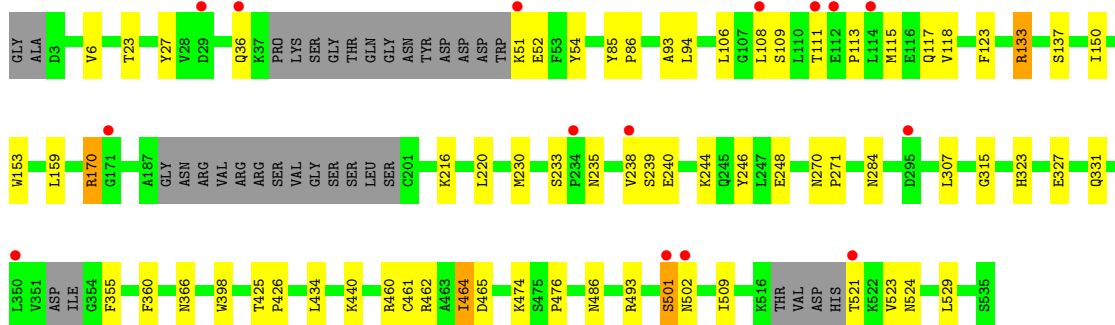 GLY ALA D3 V6 T23 Y27 V28 D29 Q36 K37 PRO LYS SER GLY THR GLN GLY ASN TYR ASP ASP ASP TRP K51 E52 F53 Y54 Y85 P86 A93 L94 L106 G107 L108 S109 L110 T111 E112 P113 L114 M115 E116 Q117 V118 F123 R133 S137 I150
W153 L159 R170 G171 A187 GLY ASN ARG VAL ARG ARG SER VAL GLY SER SER LEU SER C201 K216 L220 M230 S233 P234 N235 V238 S239 E240 K244 Q245 Y246 L247 E248 N270 P271 N284 D295 L307 G315 H323 E327 Q331
L350 V351 ASP ILE G354 F355 F360 N366 W398 T425 P426 L434 K440 R460 C461 R462 A463 I464 D465 K474 S475 P476 N486 R493 S501 N502 I509 K516 THR VAL ASP HIS T521 K522 V523 N524 L529 S535